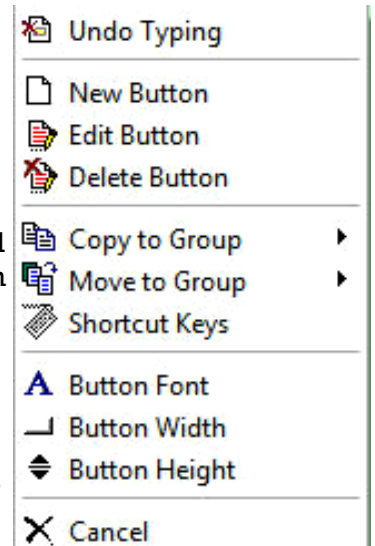 Undo Typing
New Button
Edit Button
Delete Button
Copy to Group
Move to Group
Shortcut Keys
Button Font
Button Width
Button Height
Cancel